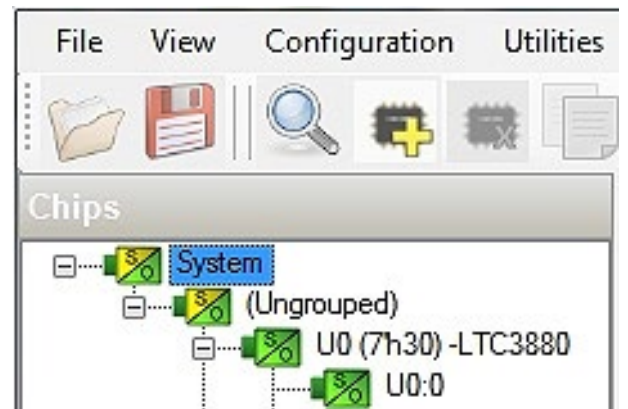 File View Configuration Utilities
Chips
S/O System
S/O (Ungrouped)
S/O U0 (7h30) -LTC3880
S/O U0:0